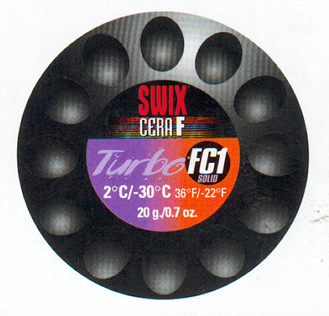 SWIX
CERA F
Turbo FC1
SOLID
2°C/-30°C 36°F/-22°F
20 g./0.7 oz.